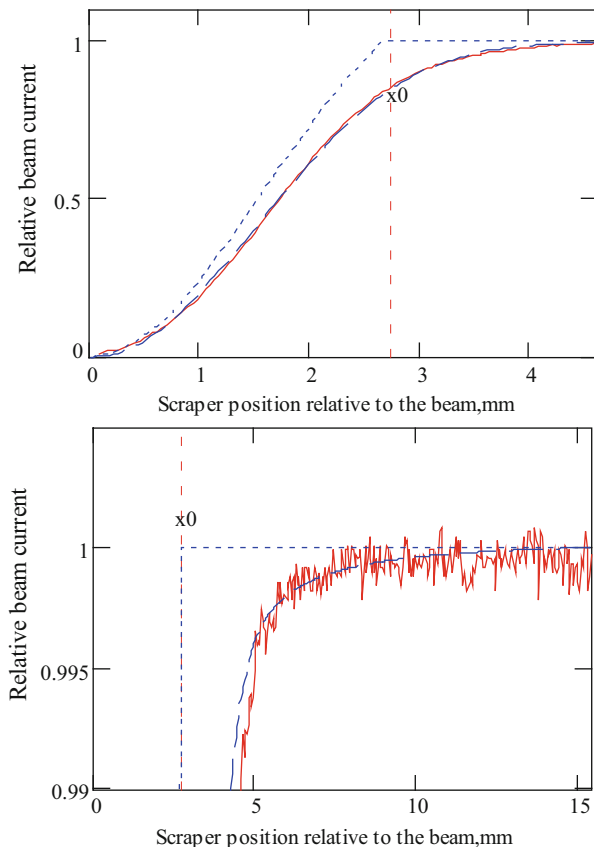 Relative beam current
1
0.5
0
x0
0
1
2
3
4
Scraper position relative to the beam,mm
Relative beam current
1
0.995
0.99
x0
0
5
10
15
Scraper position relative to the beam,mm